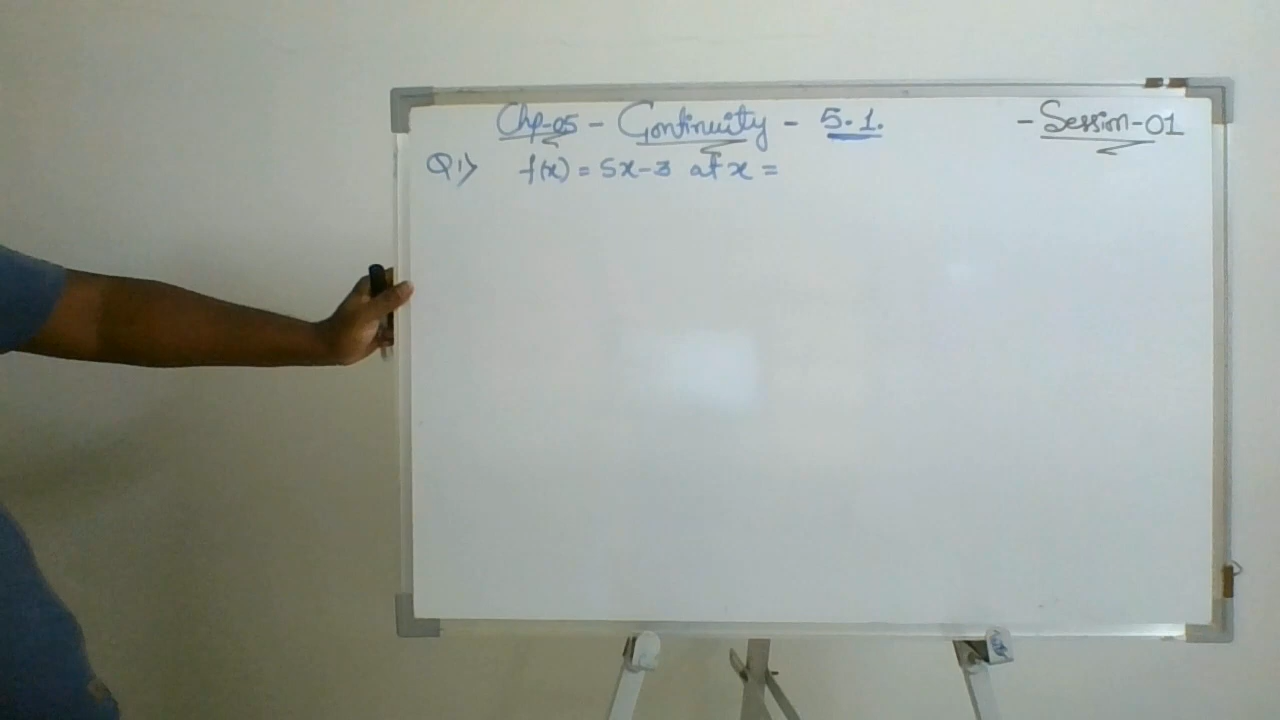 Chp-05 - Continuity - 5.1. - Session-01
Q1> f(x) = 5x-3 at x =